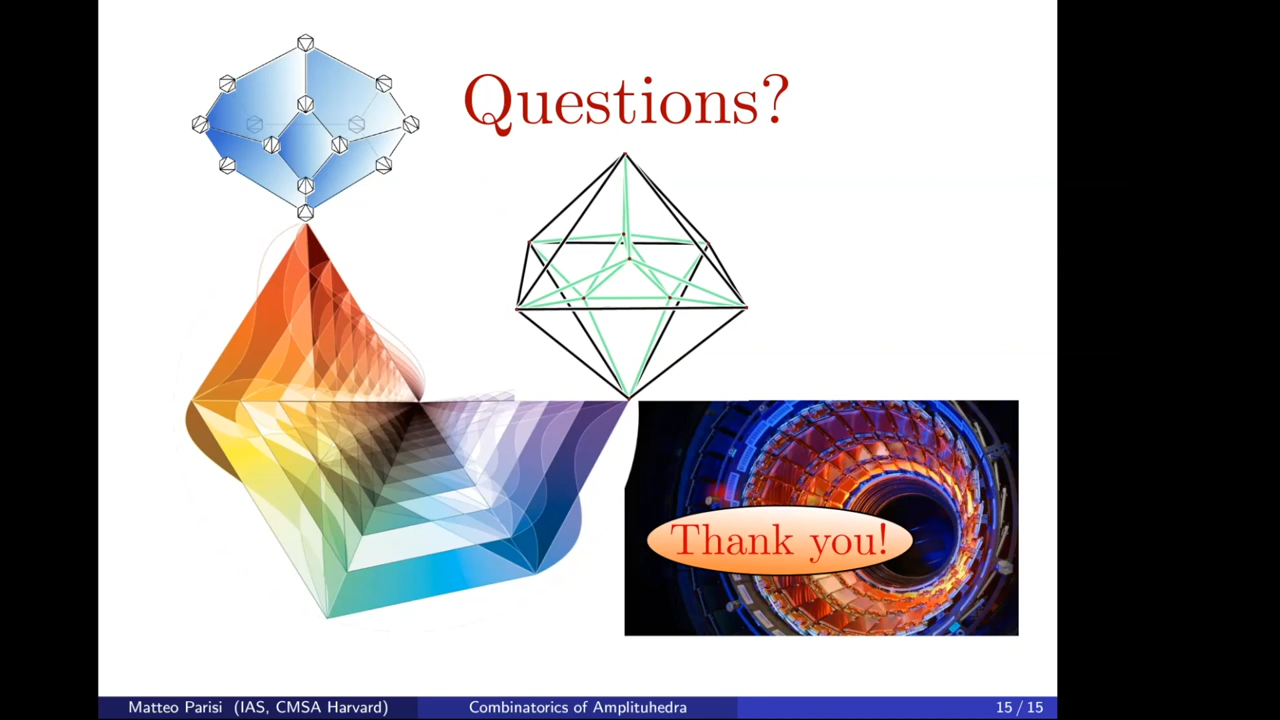 Questions?
Thank you!
Matteo Parisi (IAS, CMSA Harvard)
Combinatorics of Amplituhedra
15 / 15